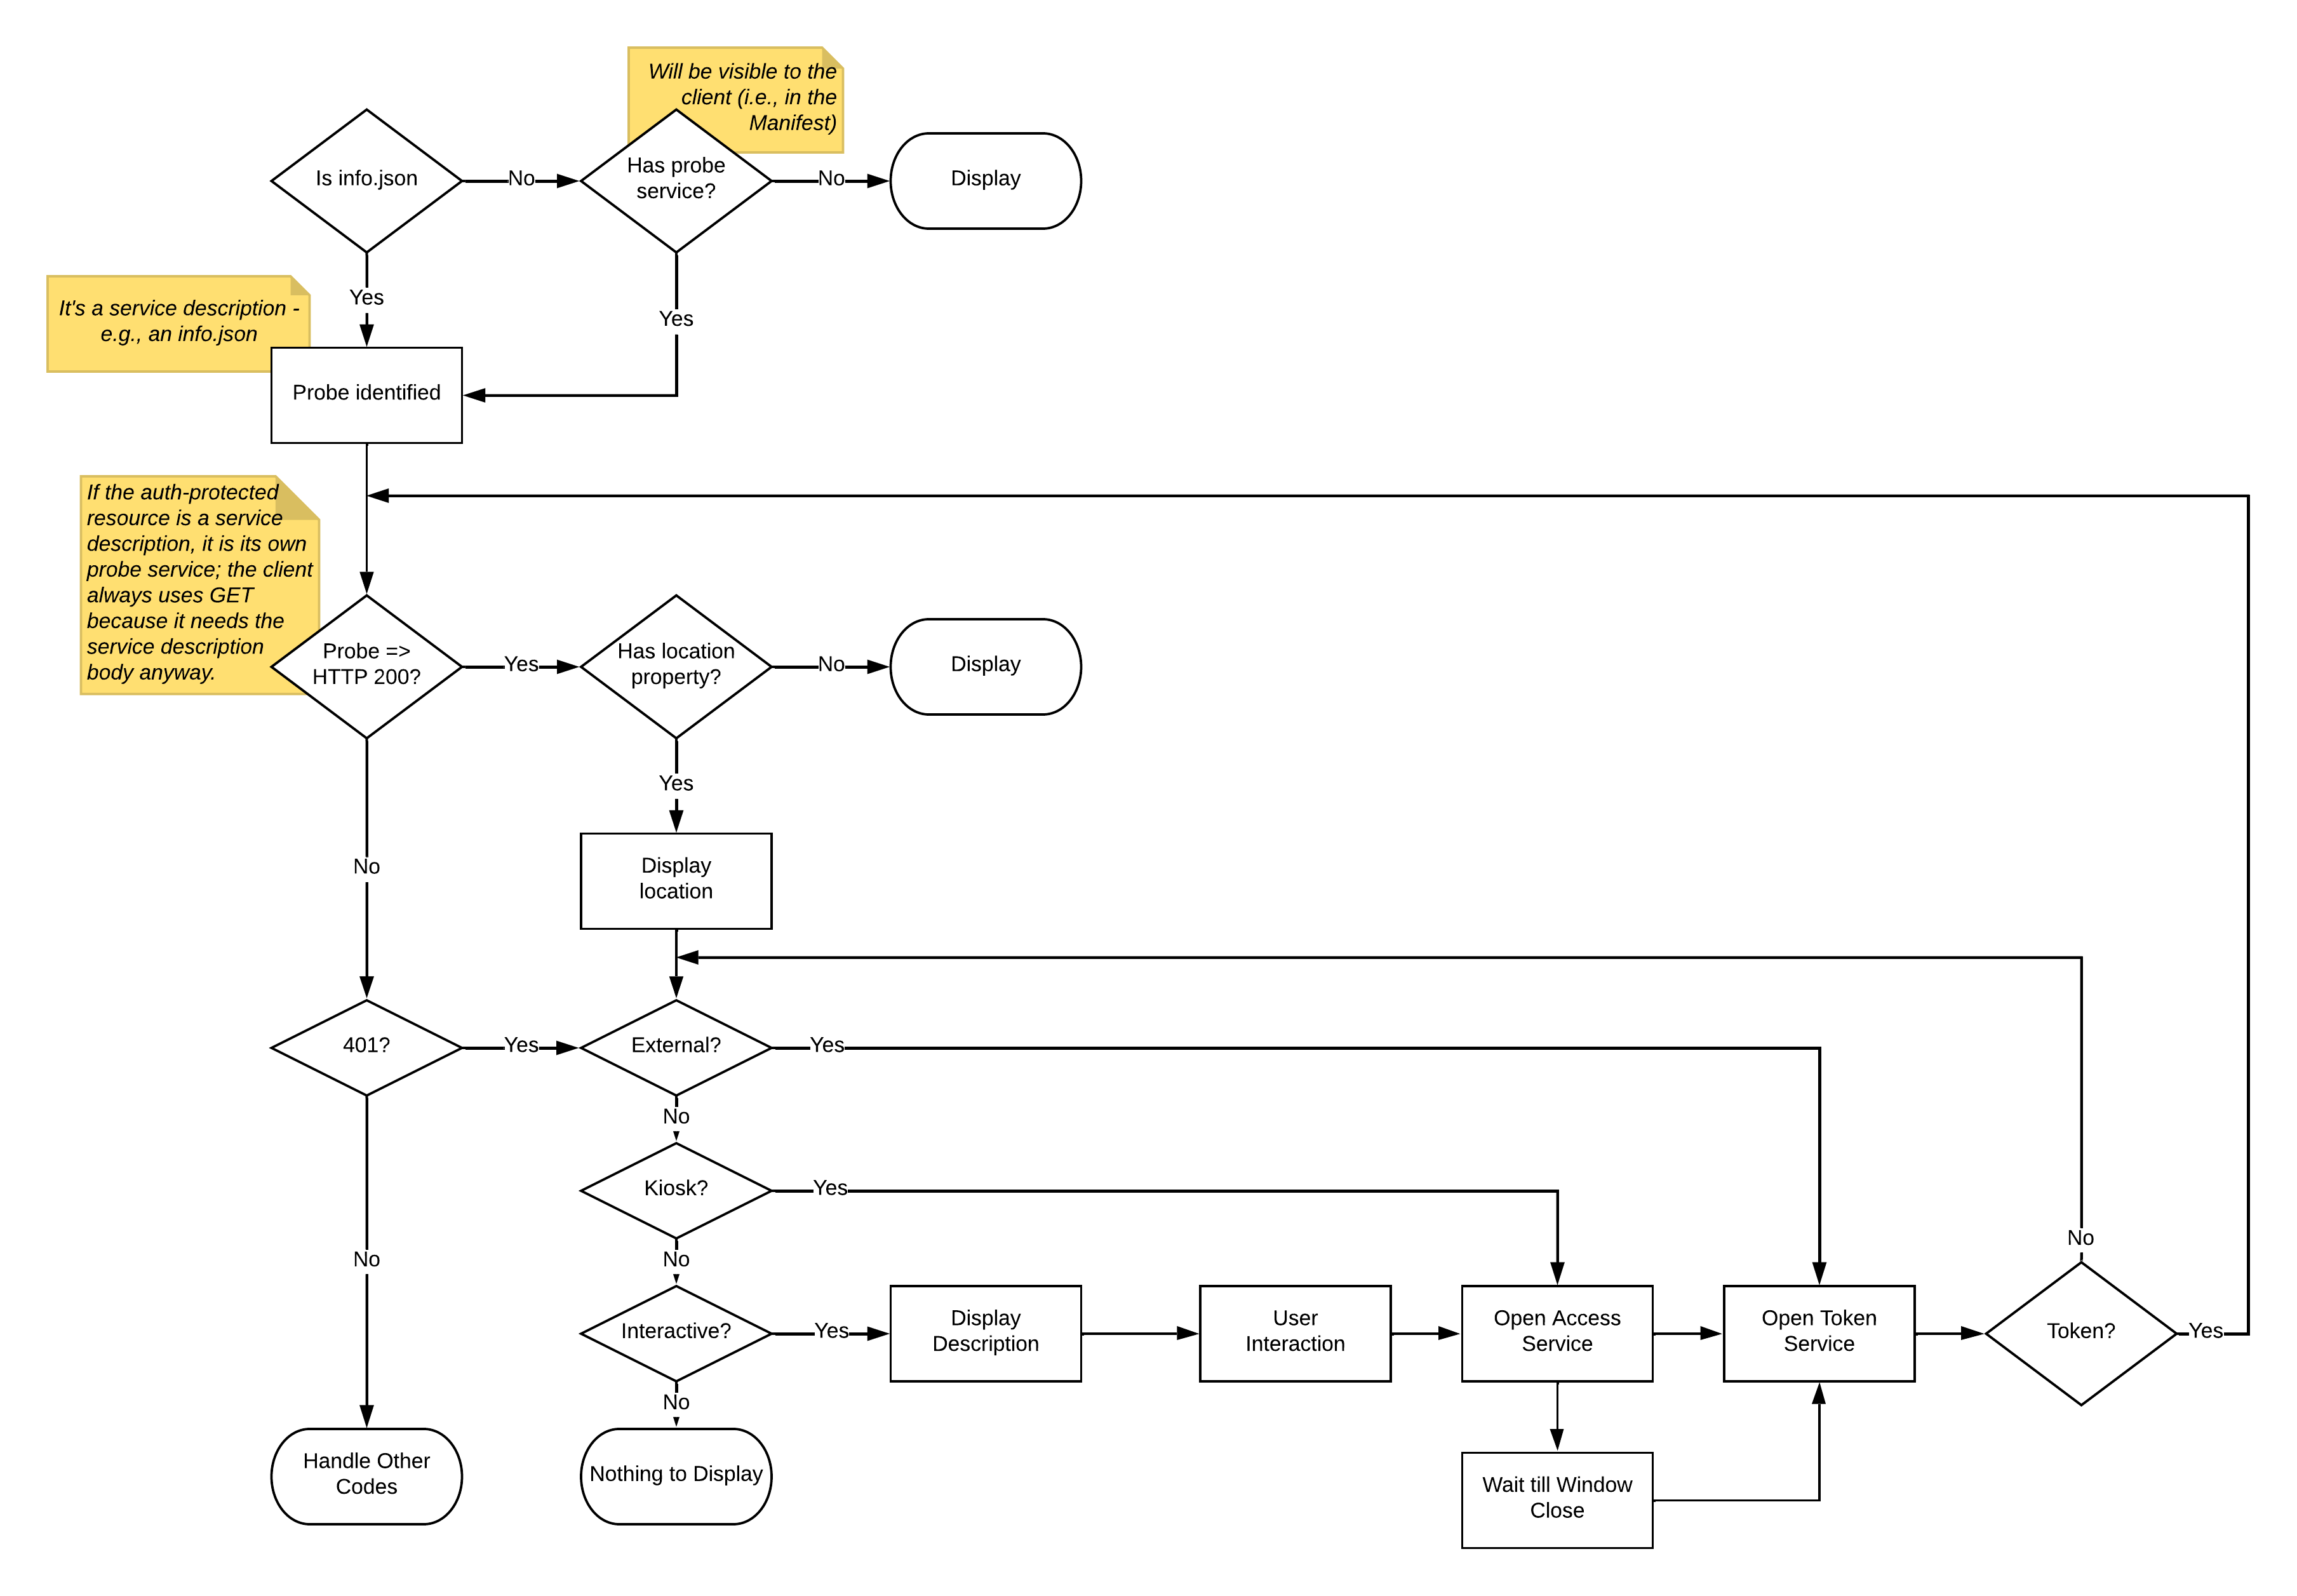 Will be visible to the
client (i.e., in the
Manifest)
Is info.json
No
Has probe
service?
No
Display
Yes
Yes
It's a service description -
e.g., an info.json
Probe identified
If the auth-protected
resource is a service
description, it is its own
probe service; the client
always uses GET
because it needs the
service description
body anyway.
Probe =>
HTTP 200?
Yes
Has location
property?
No
Display
Yes
No
Display
location
401?
Yes
External?
Yes
No
Kiosk?
Yes
No
No
No
Interactive?
Yes
Display
Description
User
Interaction
Open Access
Service
Open Token
Service
Token?
Yes
No
Handle Other
Codes
Nothing to Display
Wait till Window
Close